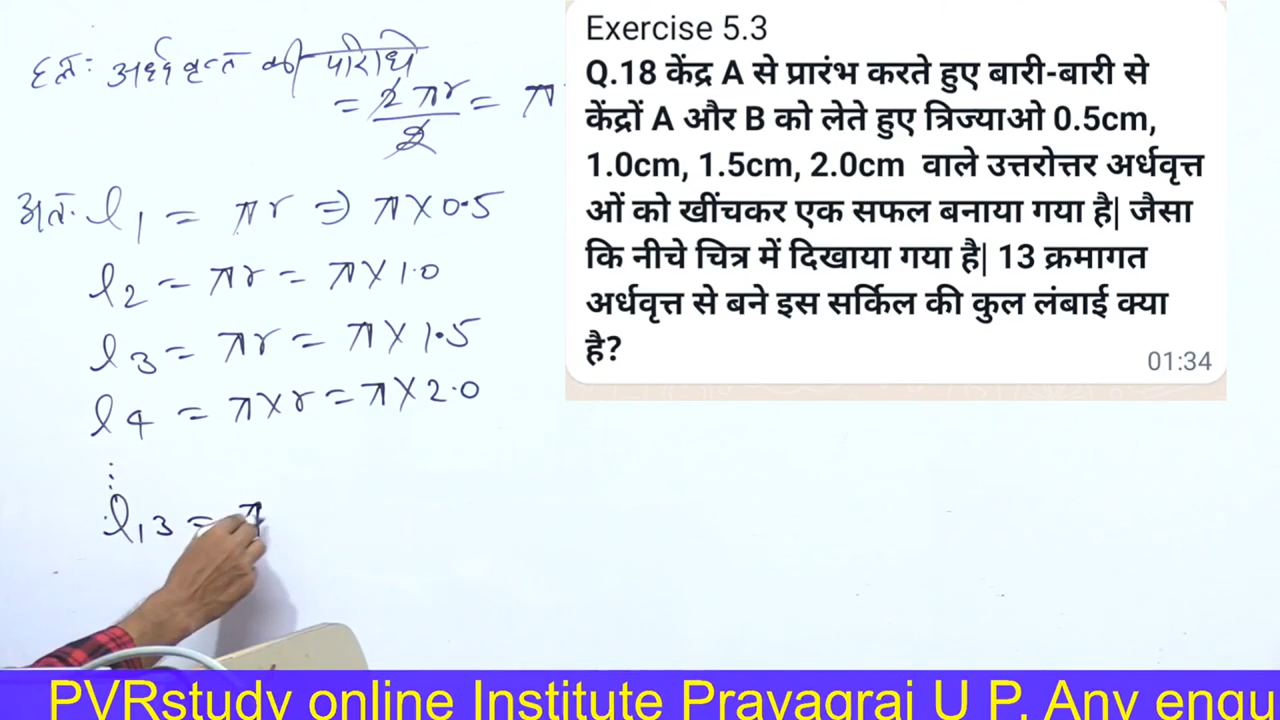 हल: अर्धवृत्त की परिधि
= 2πr/2 = π
अतः l1 = πr ⇒ π×0.5
l2 = πr = π×1.0
l3 = πr = π×1.5
l4 = π×r = π×2.0
⋮
l13 = π
Exercise 5.3
Q.18 केंद्र A से प्रारंभ करते हुए बारी-बारी से
केंद्रों A और B को लेते हुए त्रिज्याओ 0.5cm,
1.0cm, 1.5cm, 2.0cm वाले उत्तरोत्तर अर्धवृत्त
ओं को खींचकर एक सफल बनाया गया है| जैसा
कि नीचे चित्र में दिखाया गया है| 13 क्रमागत
अर्धवृत्त से बने इस सर्किल की कुल लंबाई क्या
है?
01:34
PVRstudy online Institute Prayagraj U P. Any enqu